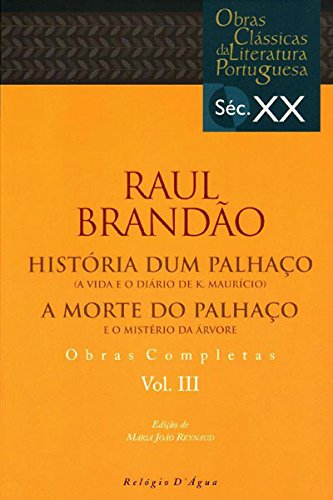 Obras
Clássicas
da Literatura
Portuguesa
Séc. XX
RAUL
BRANDÃO
HISTÓRIA DUM PALHAÇO
(A VIDA E O DIÁRIO DE K. MAURÍCIO)
A MORTE DO PALHAÇO
E O MISTÉRIO DA ÁRVORE
Obras Completas
Vol. III
Edição de
MARIA JOÃO REYNAUD
Relógio D'Água